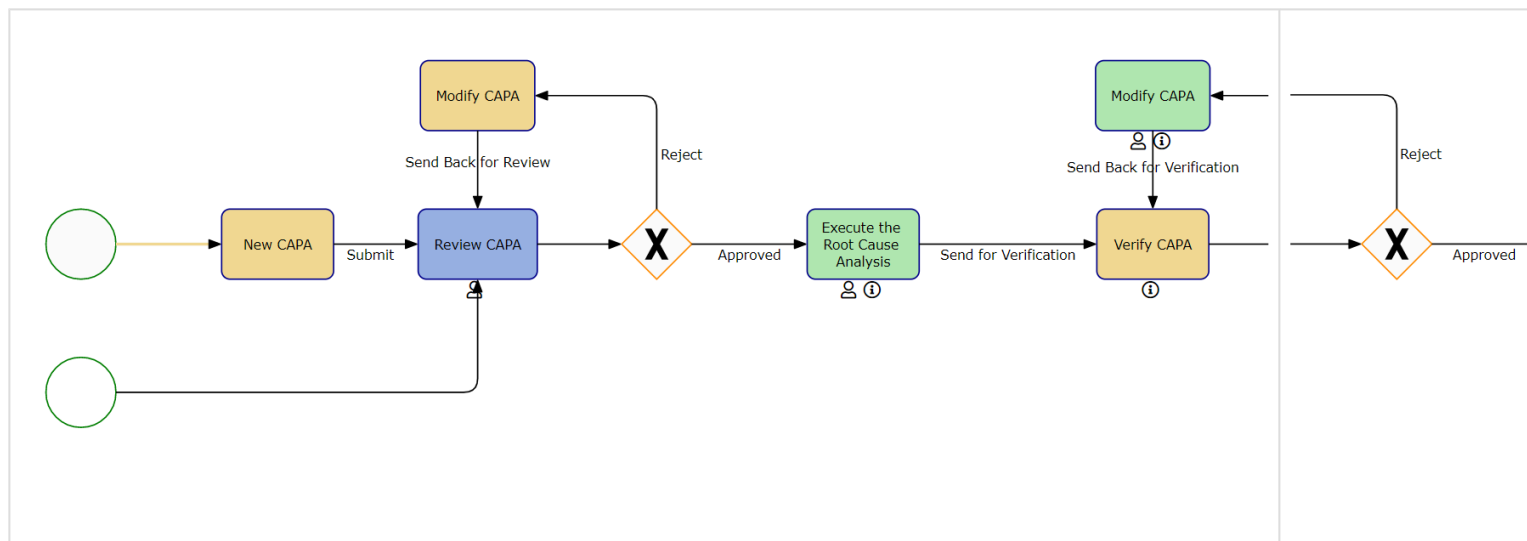 Modify CAPA
Modify CAPA
Send Back for Review
Reject
Send Back for Verification
Reject
New CAPA
Submit
Review CAPA
X
Approved
Execute the
Root Cause
Analysis
Send for Verification
Verify CAPA
X
Approved